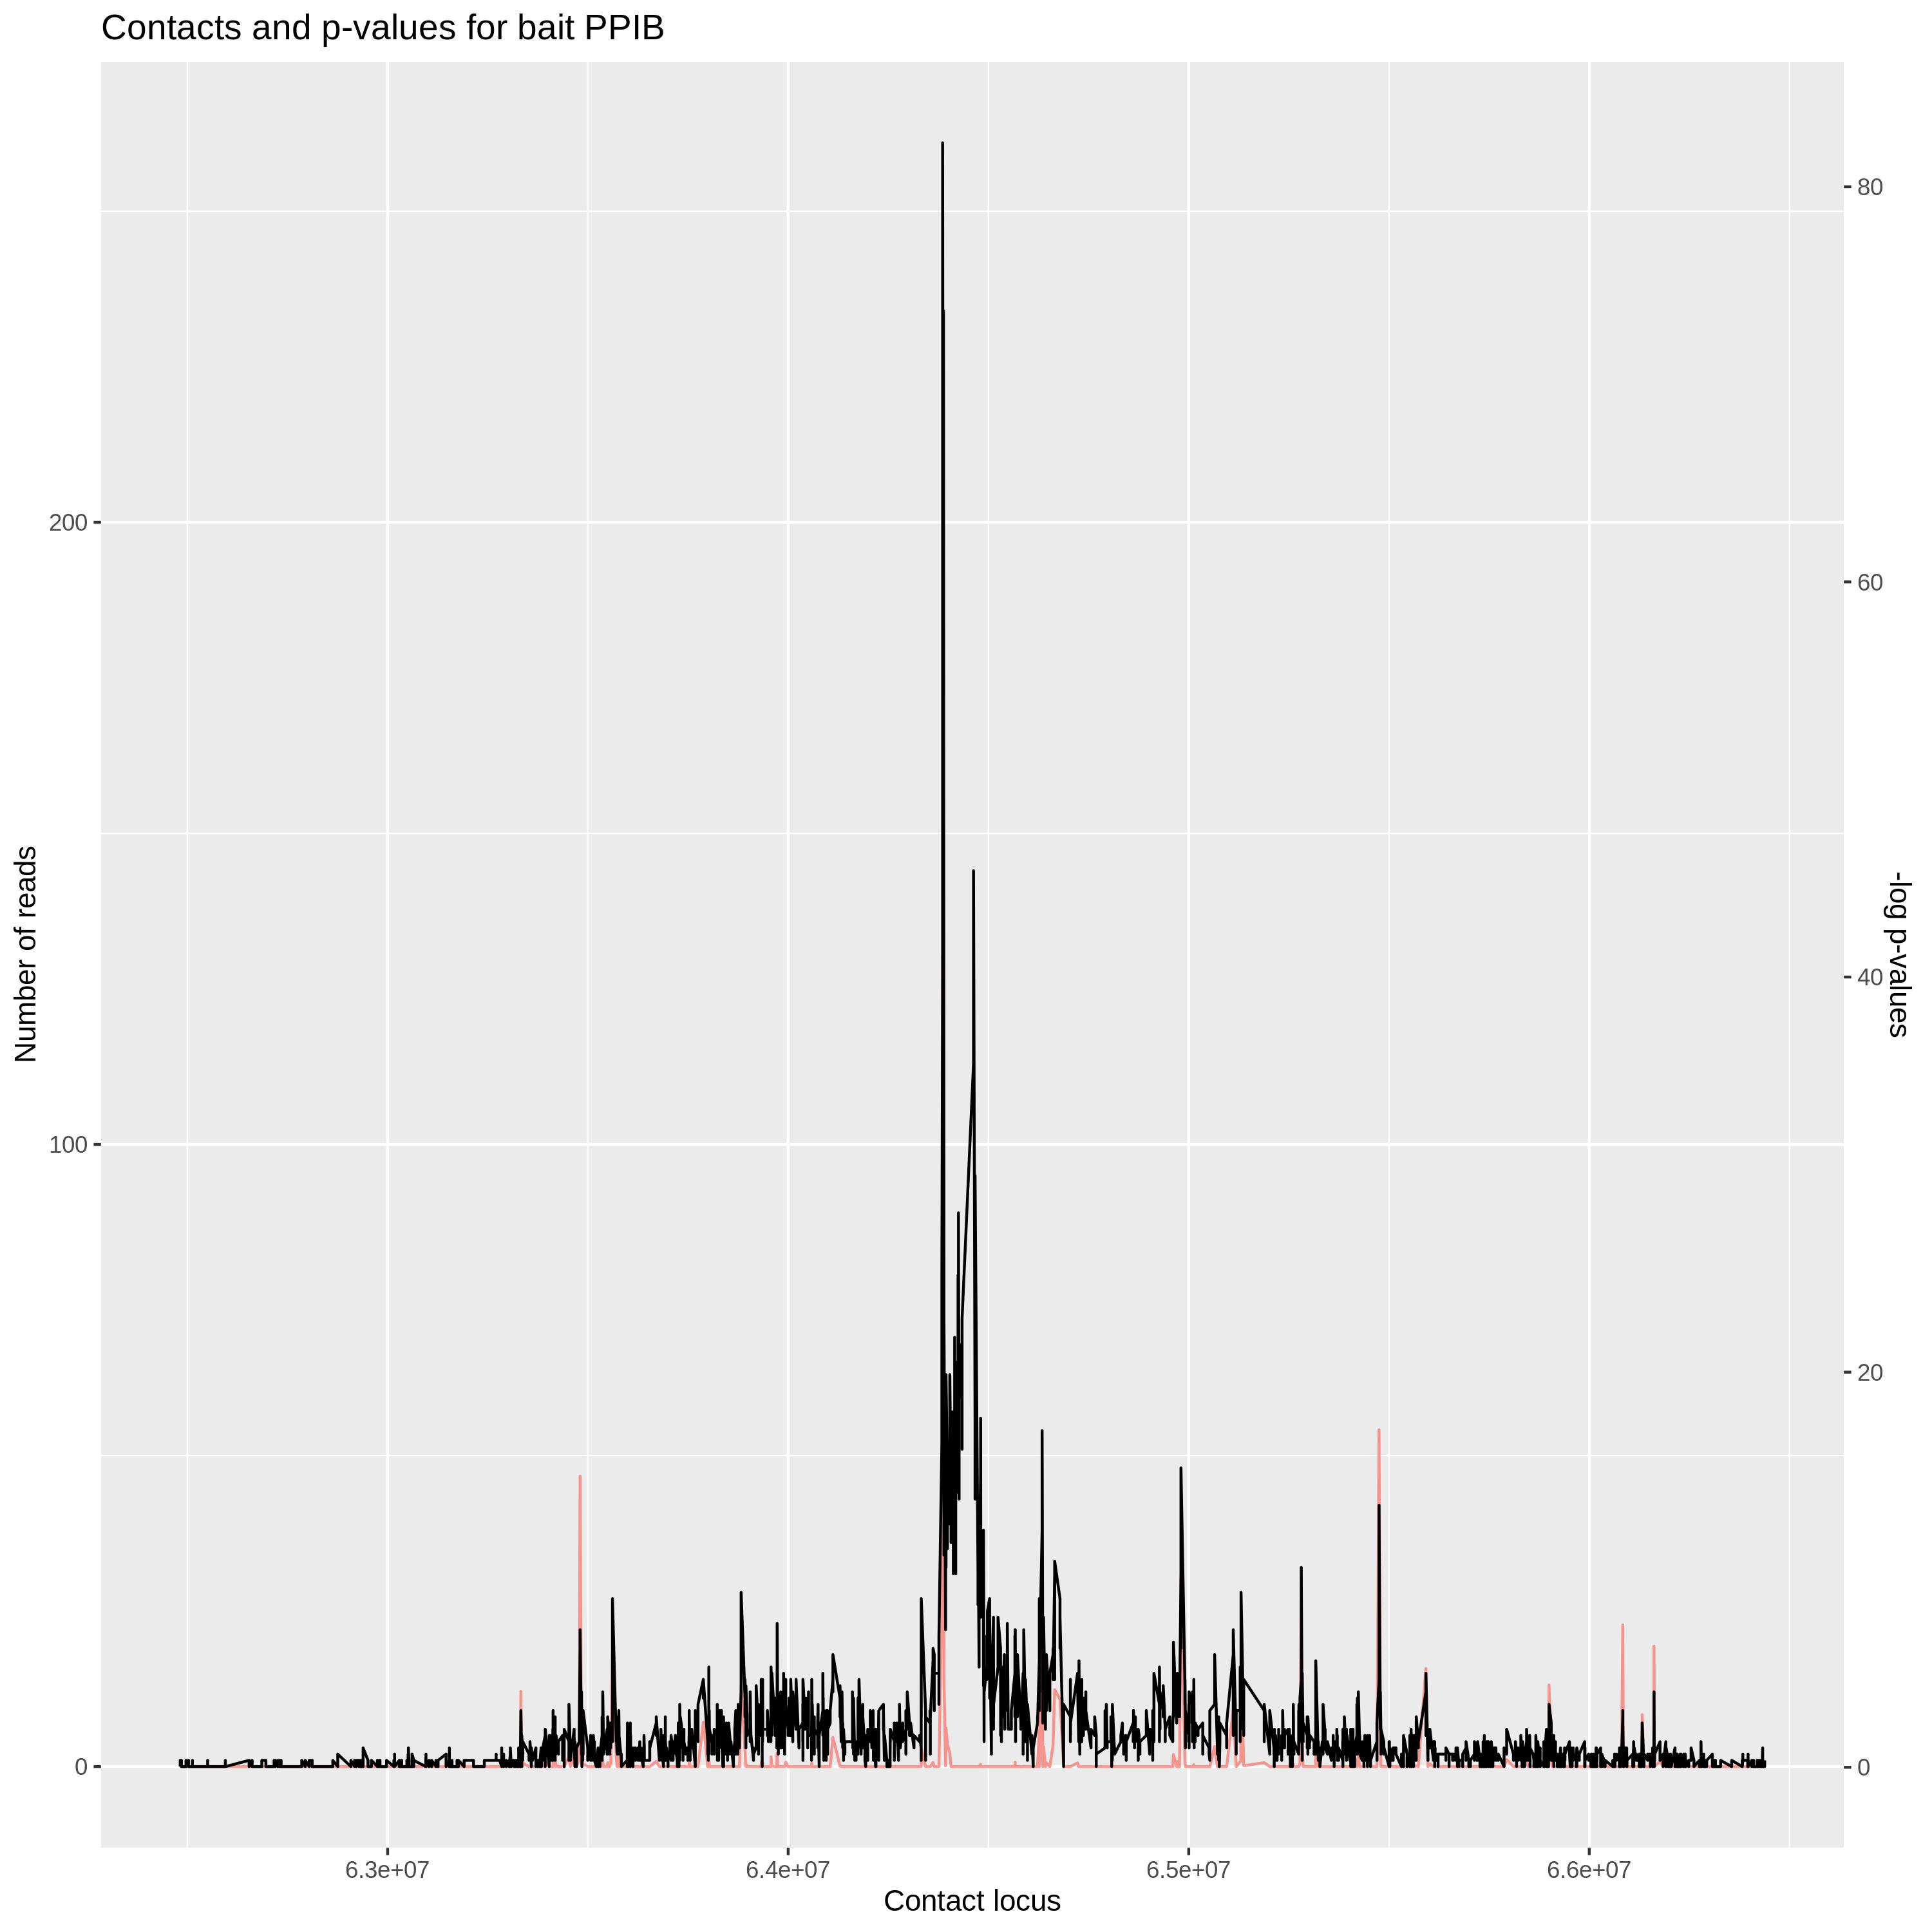 Contacts and p-values for bait PPIB
Number of reads
200
100
0
80
60
40
20
0
-log p-values
6.3e+07
6.4e+07
6.5e+07
6.6e+07
Contact locus